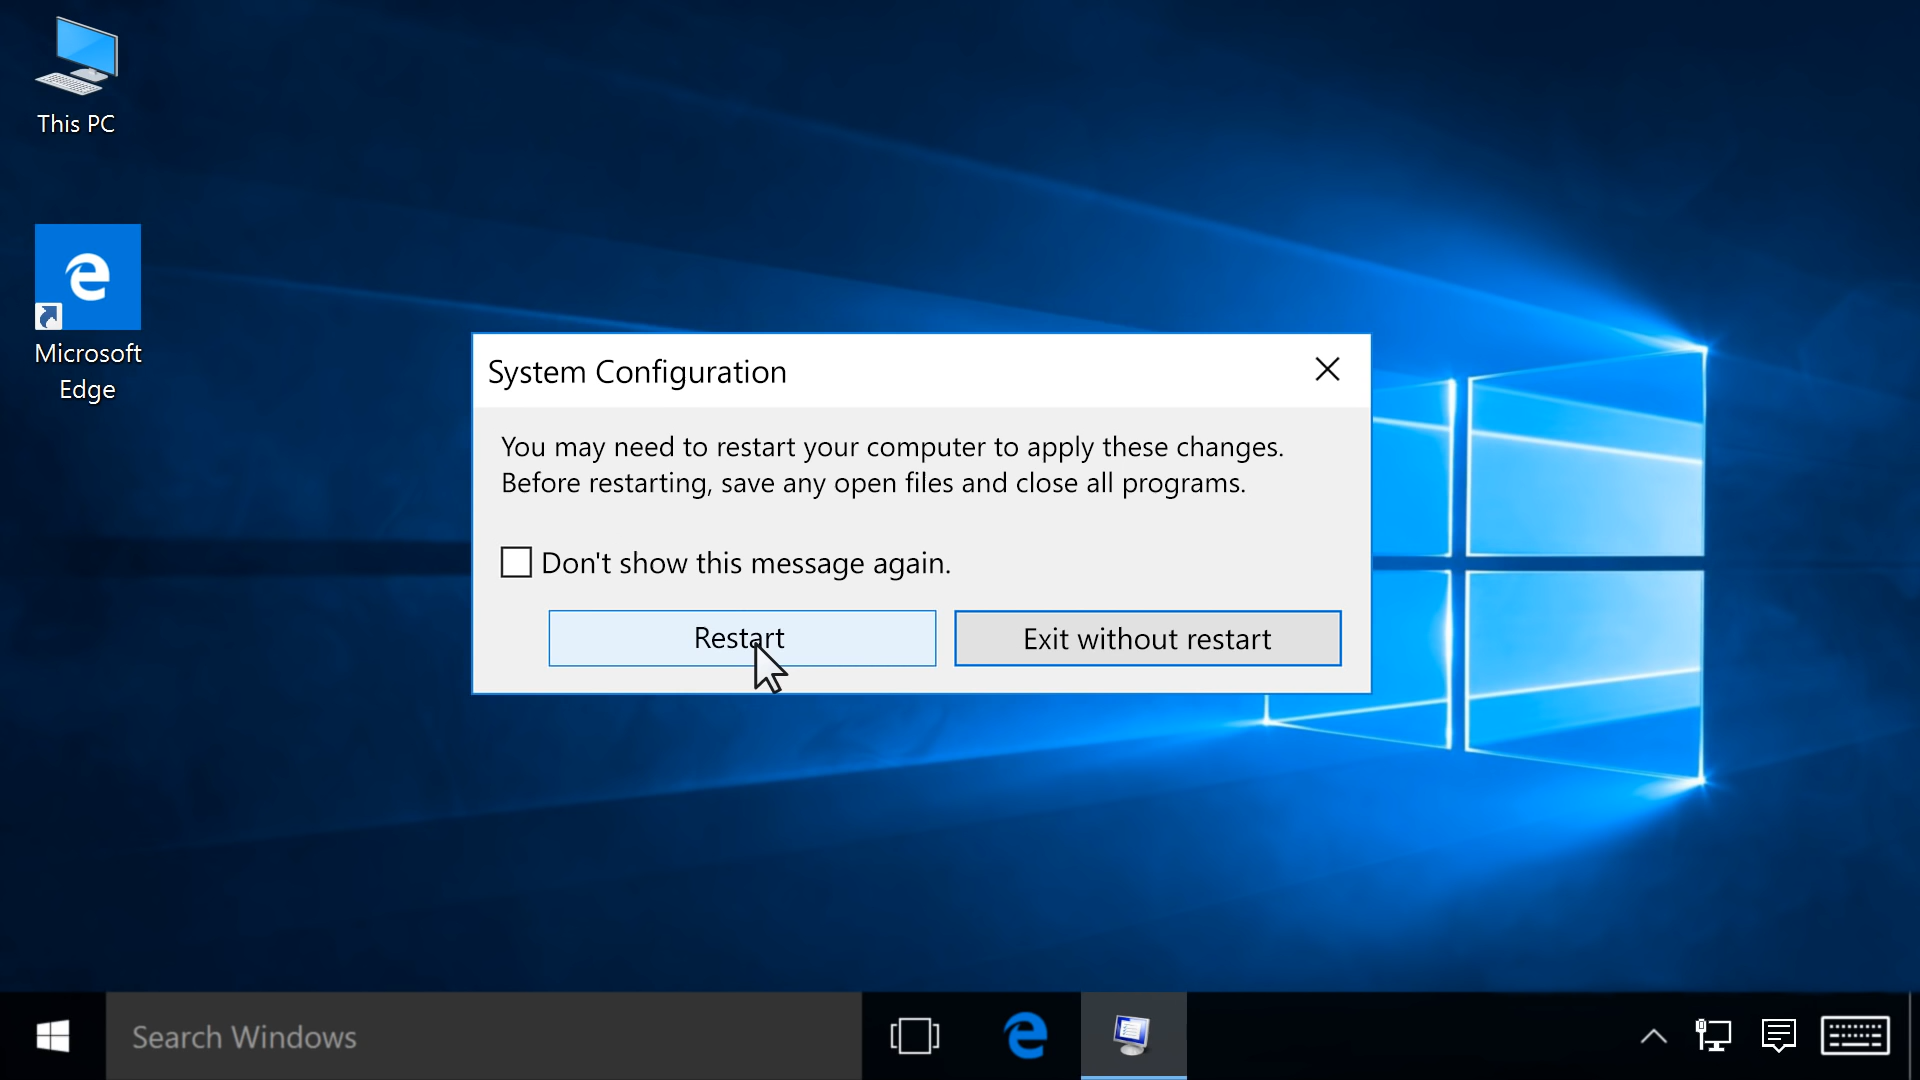 This PC
Microsoft
Edge
System Configuration
You may need to restart your computer to apply these changes.
Before restarting, save any open files and close all programs.
Don't show this message again.
Restart
Exit without restart
Search Windows